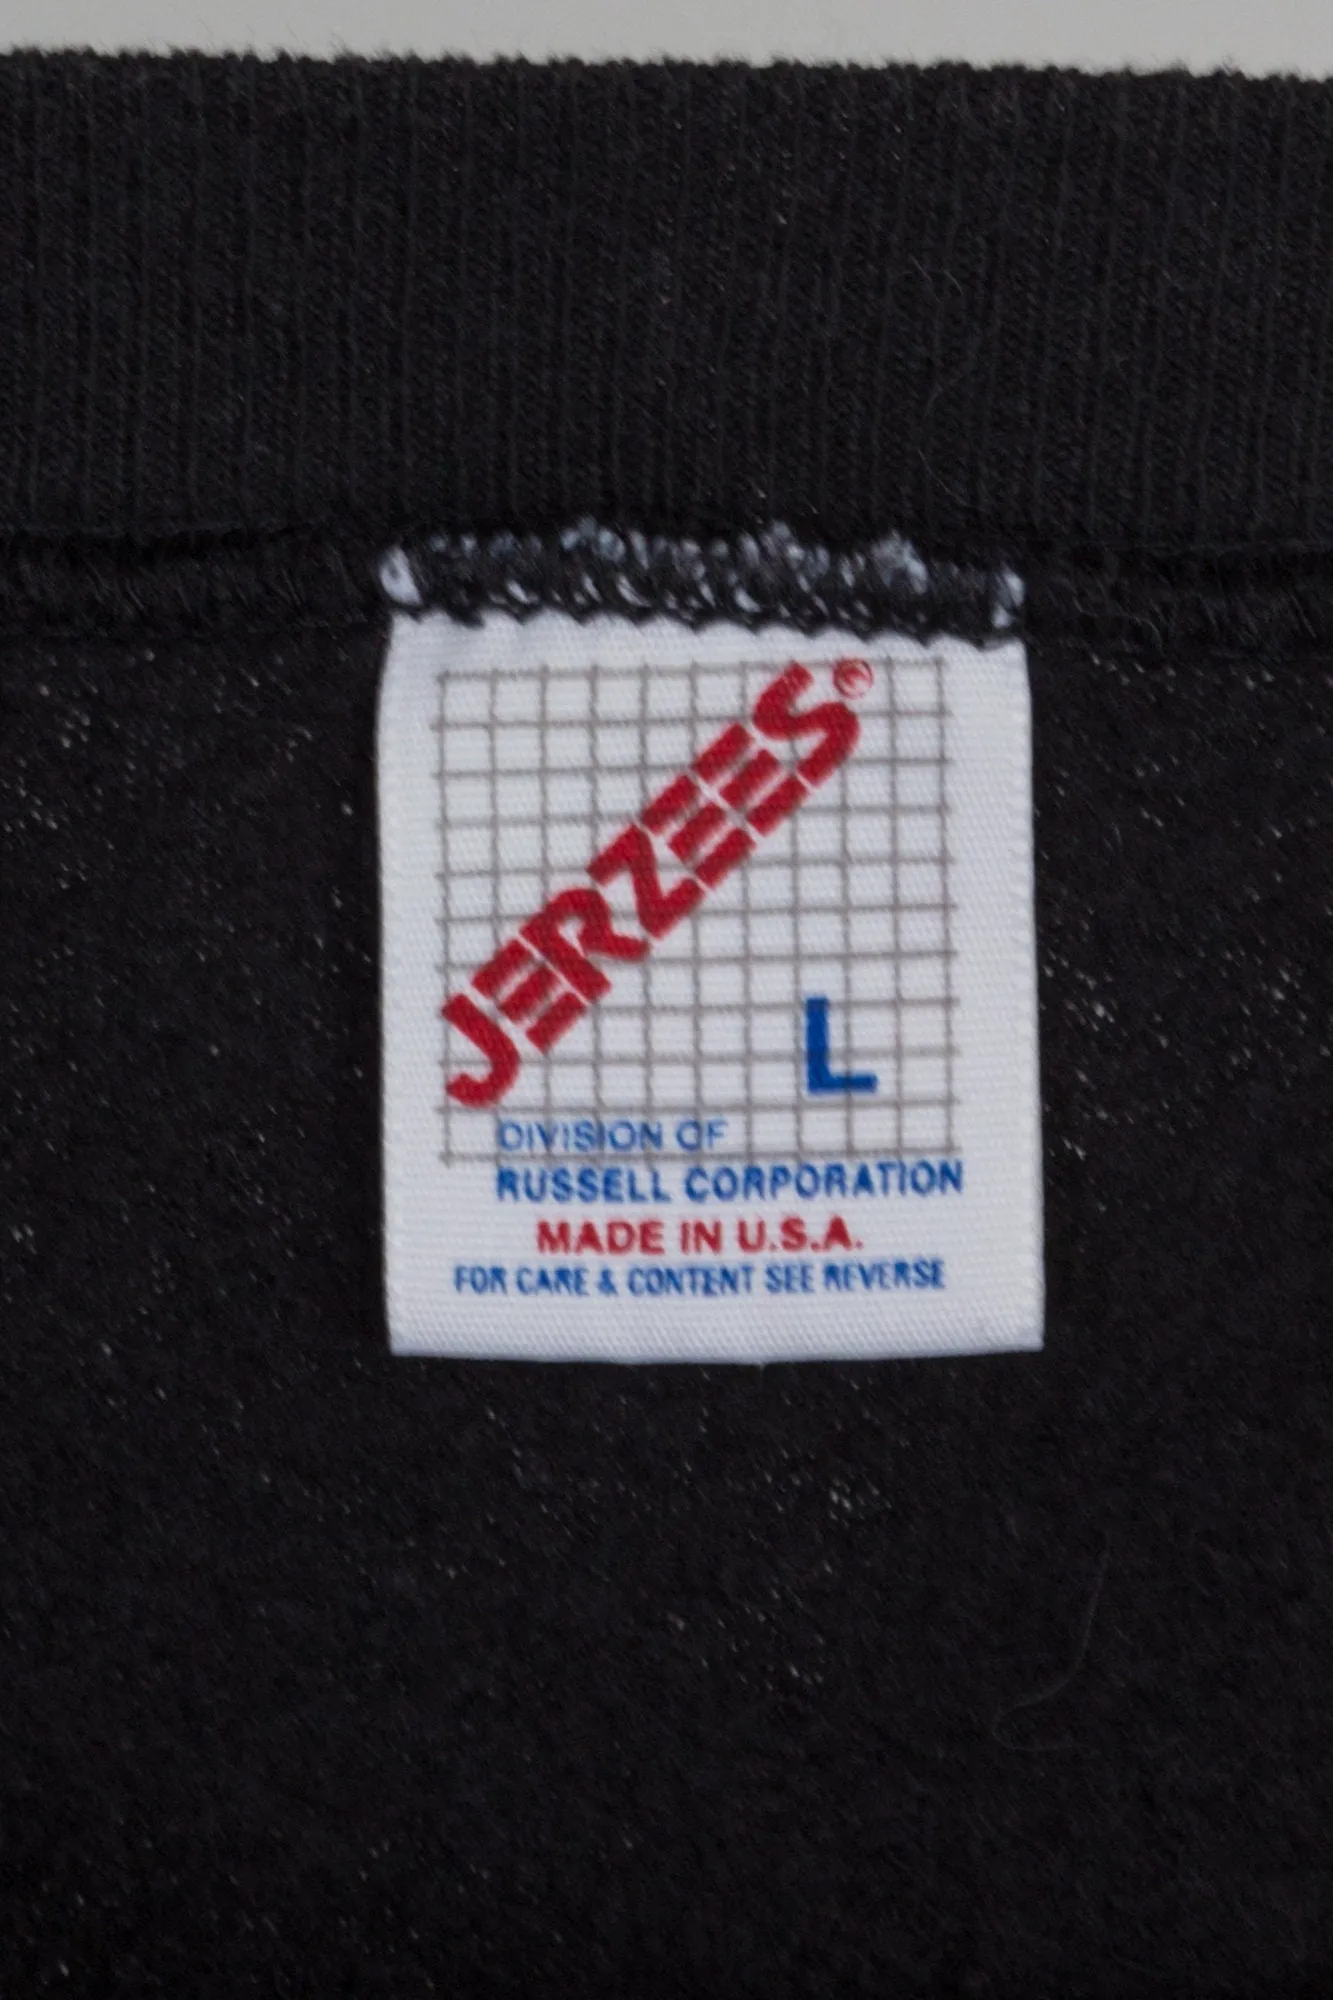 JERZEES®
L
DIVISION OF
RUSSELL CORPORATION
MADE IN U.S.A.
FOR CARE & CONTENT SEE REVERSE